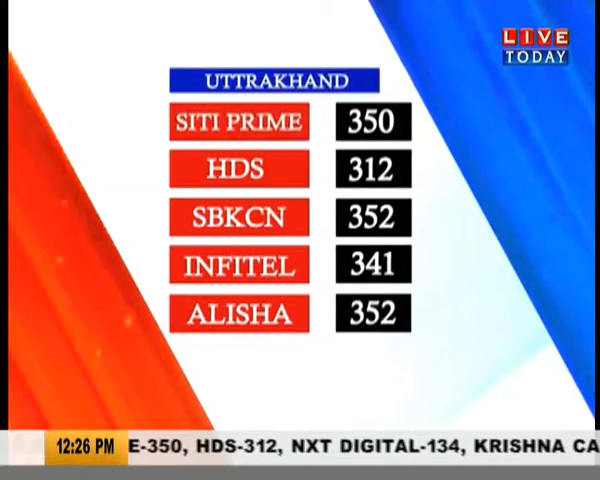 LIVE
TODAY
UTTRAKHAND
SITI PRIME 350
HDS 312
SBKCN 352
INFITEL 341
ALISHA 352
12:26 PM E-350, HDS-312, NXT DIGITAL-134, KRISHNA CA